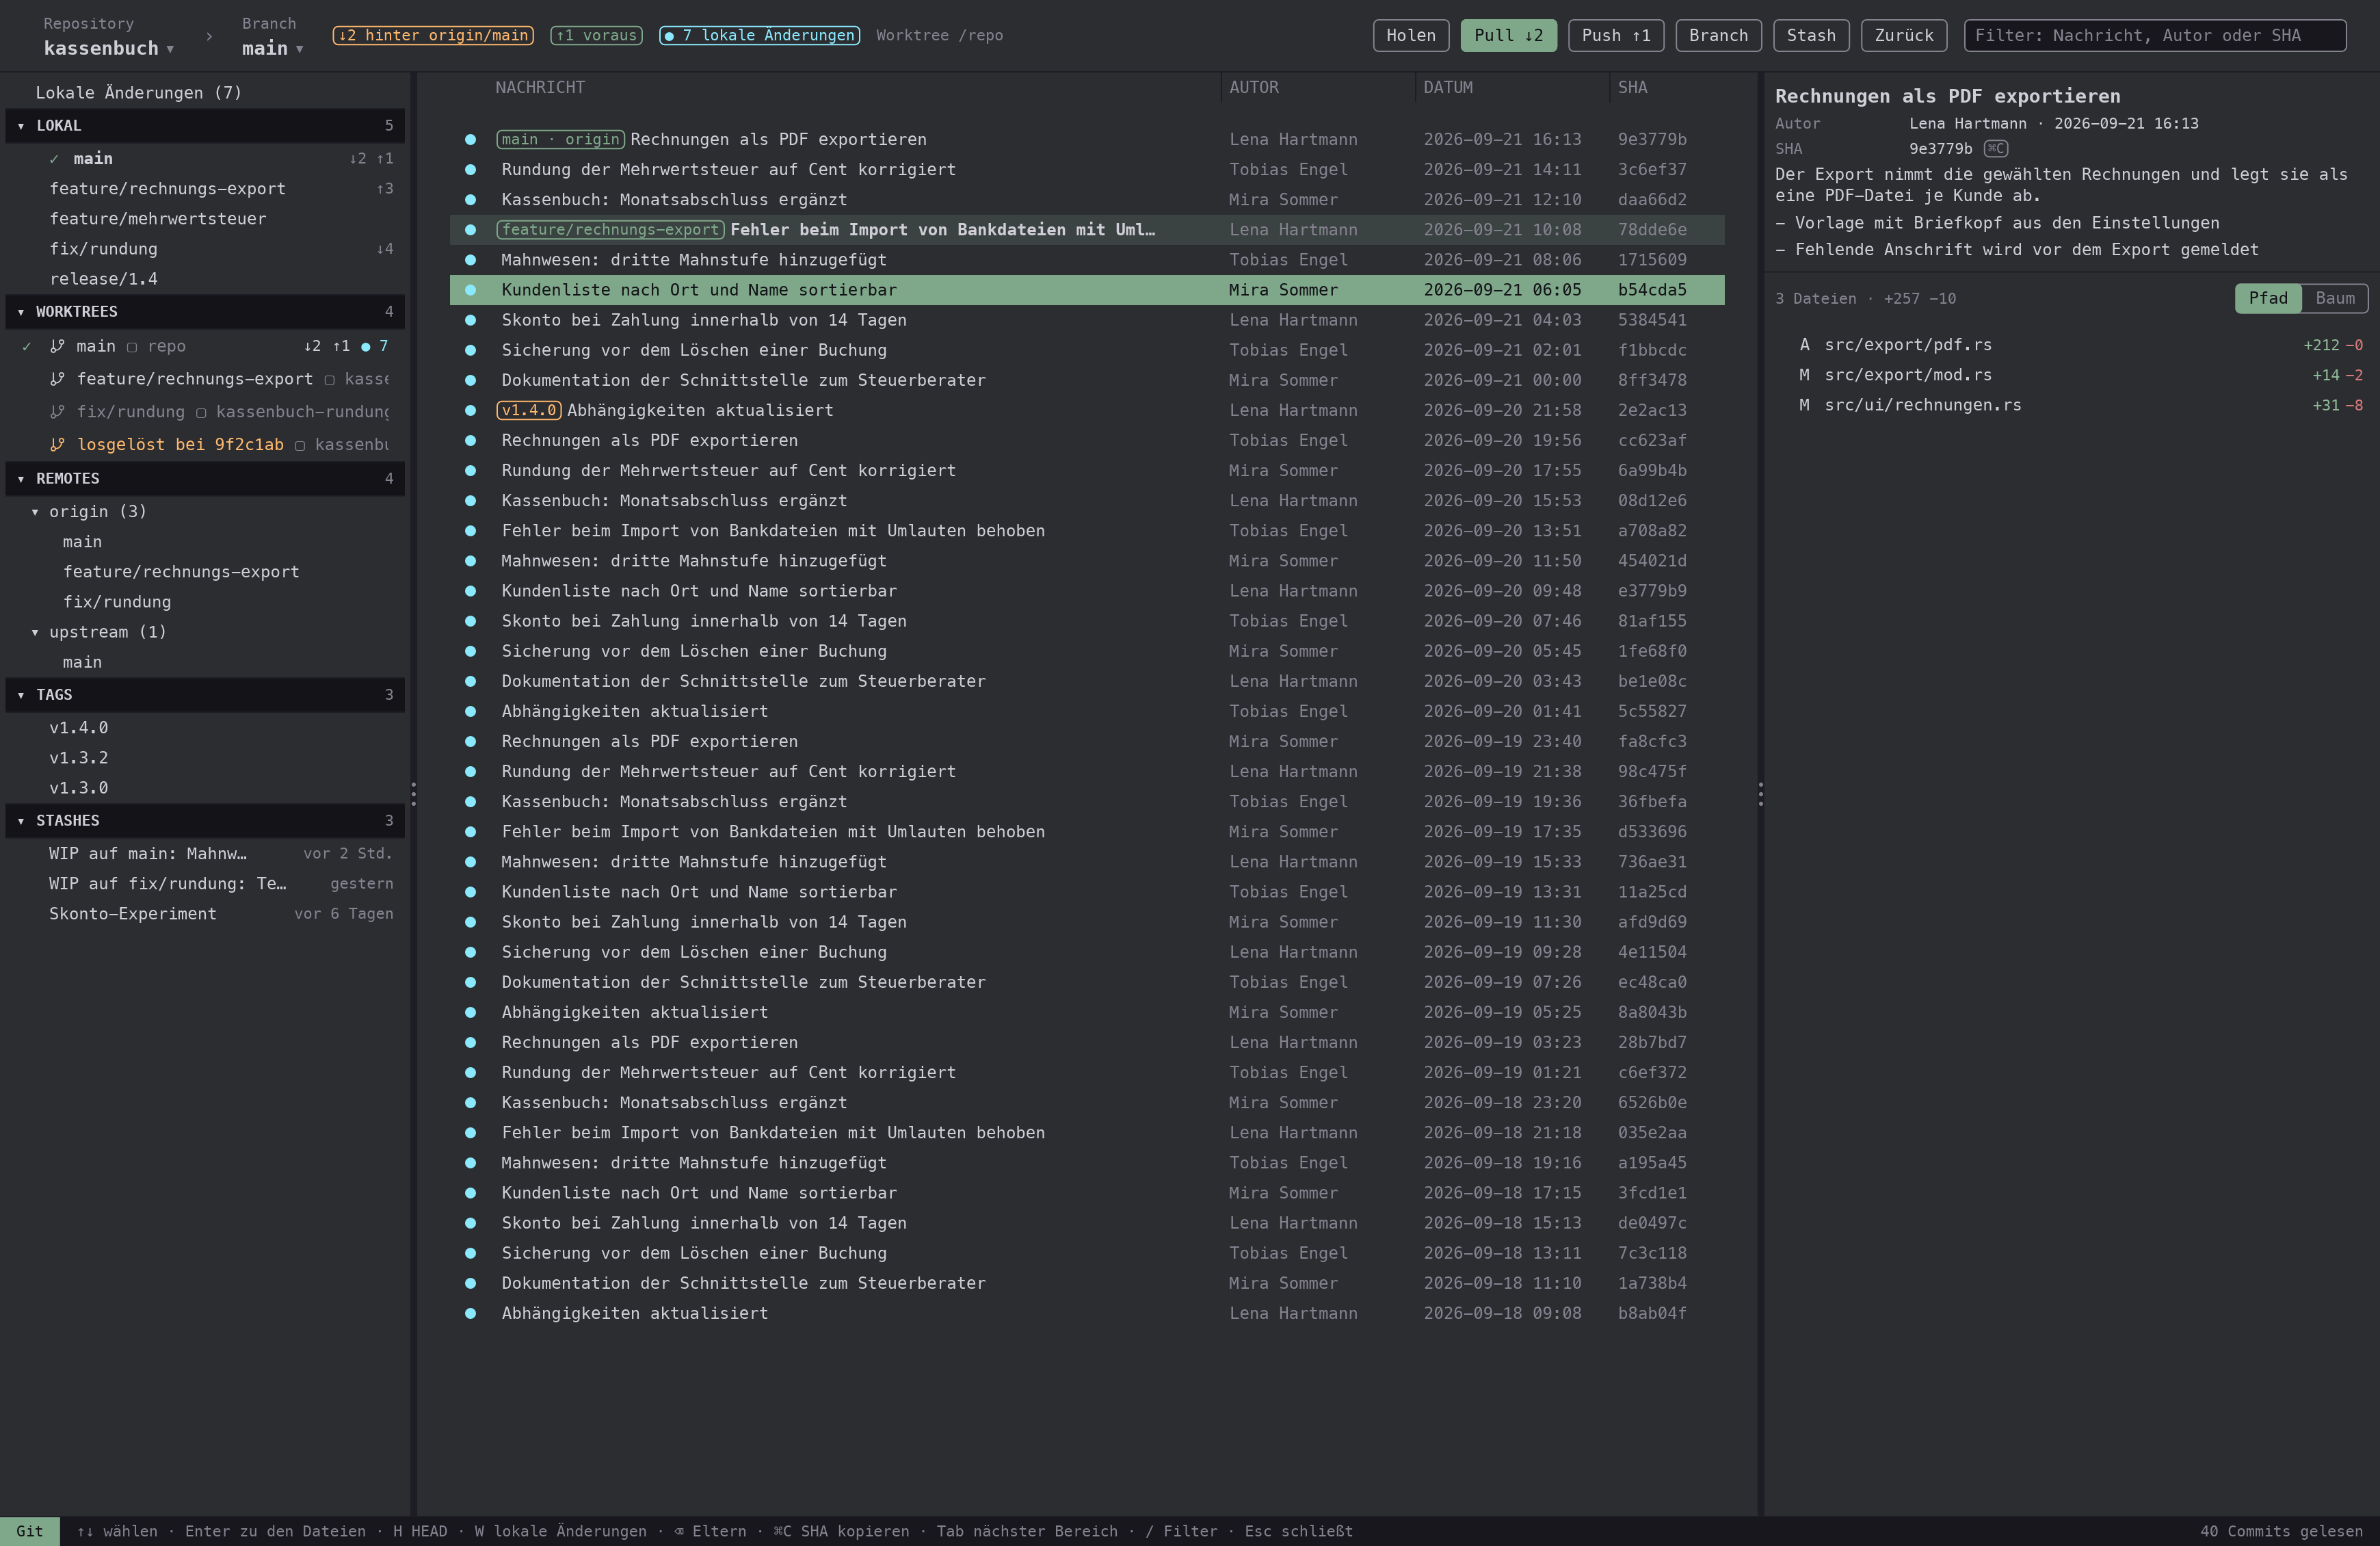 Repository
kassenbuch ▾
›
Branch
main ▾
↓2 hinter origin/main
↑1 voraus
● 7 lokale Änderungen
Worktree /repo
Holen
Pull ↓2
Push ↑1
Branch
Stash
Zurück
Filter: Nachricht, Autor oder SHA
Lokale Änderungen (7)
▾ LOKAL 5
✓ main ↓2 ↑1
feature/rechnungs-export ↑3
feature/mehrwertsteuer
fix/rundung ↓4
release/1.4
▾ WORKTREES 4
✓ main ▢ repo ↓2 ↑1 ● 7
feature/rechnungs-export ▢ kasse
fix/rundung ▢ kassenbuch-rundung
losgelöst bei 9f2c1ab ▢ kassenbu
▾ REMOTES 4
▾ origin (3)
main
feature/rechnungs-export
fix/rundung
▾ upstream (1)
main
▾ TAGS 3
v1.4.0
v1.3.2
v1.3.0
▾ STASHES 3
WIP auf main: Mahnw… vor 2 Std.
WIP auf fix/rundung: Te… gestern
Skonto-Experiment vor 6 Tagen
NACHRICHT AUTOR DATUM SHA
main · origin Rechnungen als PDF exportieren Lena Hartmann 2026-09-21 16:13 9e3779b
Rundung der Mehrwertsteuer auf Cent korrigiert Tobias Engel 2026-09-21 14:11 3c6ef37
Kassenbuch: Monatsabschluss ergänzt Mira Sommer 2026-09-21 12:10 daa66d2
feature/rechnungs-export Fehler beim Import von Bankdateien mit Uml… Lena Hartmann 2026-09-21 10:08 78dde6e
Mahnwesen: dritte Mahnstufe hinzugefügt Tobias Engel 2026-09-21 08:06 1715609
Kundenliste nach Ort und Name sortierbar Mira Sommer 2026-09-21 06:05 b54cda5
Skonto bei Zahlung innerhalb von 14 Tagen Lena Hartmann 2026-09-21 04:03 5384541
Sicherung vor dem Löschen einer Buchung Tobias Engel 2026-09-21 02:01 f1bbcdc
Dokumentation der Schnittstelle zum Steuerberater Mira Sommer 2026-09-21 00:00 8ff3478
v1.4.0 Abhängigkeiten aktualisiert Lena Hartmann 2026-09-20 21:58 2e2ac13
Rechnungen als PDF exportieren Tobias Engel 2026-09-20 19:56 cc623af
Rundung der Mehrwertsteuer auf Cent korrigiert Mira Sommer 2026-09-20 17:55 6a99b4b
Kassenbuch: Monatsabschluss ergänzt Lena Hartmann 2026-09-20 15:53 08d12e6
Fehler beim Import von Bankdateien mit Umlauten behoben Tobias Engel 2026-09-20 13:51 a708a82
Mahnwesen: dritte Mahnstufe hinzugefügt Mira Sommer 2026-09-20 11:50 454021d
Kundenliste nach Ort und Name sortierbar Lena Hartmann 2026-09-20 09:48 e3779b9
Skonto bei Zahlung innerhalb von 14 Tagen Tobias Engel 2026-09-20 07:46 81af155
Sicherung vor dem Löschen einer Buchung Mira Sommer 2026-09-20 05:45 1fe68f0
Dokumentation der Schnittstelle zum Steuerberater Lena Hartmann 2026-09-20 03:43 be1e08c
Abhängigkeiten aktualisiert Tobias Engel 2026-09-20 01:41 5c55827
Rechnungen als PDF exportieren Mira Sommer 2026-09-19 23:40 fa8cfc3
Rundung der Mehrwertsteuer auf Cent korrigiert Lena Hartmann 2026-09-19 21:38 98c475f
Kassenbuch: Monatsabschluss ergänzt Tobias Engel 2026-09-19 19:36 36fbefa
Fehler beim Import von Bankdateien mit Umlauten behoben Mira Sommer 2026-09-19 17:35 d533696
Mahnwesen: dritte Mahnstufe hinzugefügt Lena Hartmann 2026-09-19 15:33 736ae31
Kundenliste nach Ort und Name sortierbar Tobias Engel 2026-09-19 13:31 11a25cd
Skonto bei Zahlung innerhalb von 14 Tagen Mira Sommer 2026-09-19 11:30 afd9d69
Sicherung vor dem Löschen einer Buchung Lena Hartmann 2026-09-19 09:28 4e11504
Dokumentation der Schnittstelle zum Steuerberater Tobias Engel 2026-09-19 07:26 ec48ca0
Abhängigkeiten aktualisiert Mira Sommer 2026-09-19 05:25 8a8043b
Rechnungen als PDF exportieren Lena Hartmann 2026-09-19 03:23 28b7bd7
Rundung der Mehrwertsteuer auf Cent korrigiert Tobias Engel 2026-09-19 01:21 c6ef372
Kassenbuch: Monatsabschluss ergänzt Mira Sommer 2026-09-18 23:20 6526b0e
Fehler beim Import von Bankdateien mit Umlauten behoben Lena Hartmann 2026-09-18 21:18 035e2aa
Mahnwesen: dritte Mahnstufe hinzugefügt Tobias Engel 2026-09-18 19:16 a195a45
Kundenliste nach Ort und Name sortierbar Mira Sommer 2026-09-18 17:15 3fcd1e1
Skonto bei Zahlung innerhalb von 14 Tagen Lena Hartmann 2026-09-18 15:13 de0497c
Sicherung vor dem Löschen einer Buchung Tobias Engel 2026-09-18 13:11 7c3c118
Dokumentation der Schnittstelle zum Steuerberater Mira Sommer 2026-09-18 11:10 1a738b4
Abhängigkeiten aktualisiert Lena Hartmann 2026-09-18 09:08 b8ab04f
Rechnungen als PDF exportieren
Autor Lena Hartmann · 2026-09-21 16:13
SHA 9e3779b ⌘C
Der Export nimmt die gewählten Rechnungen und legt sie als
eine PDF-Datei je Kunde ab.
- Vorlage mit Briefkopf aus den Einstellungen
- Fehlende Anschrift wird vor dem Export gemeldet
3 Dateien · +257 −10
Pfad Baum
A src/export/pdf.rs +212 −0
M src/export/mod.rs +14 −2
M src/ui/rechnungen.rs +31 −8
Git
↑↓ wählen · Enter zu den Dateien · H HEAD · W lokale Änderungen · ⌫ Eltern · ⌘C SHA kopieren · Tab nächster Bereich · / Filter · Esc schließt
40 Commits gelesen